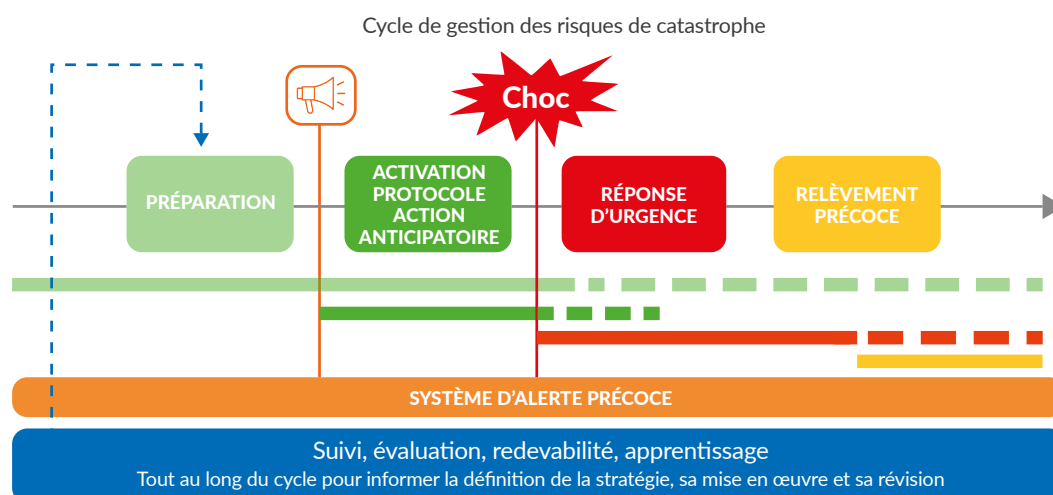 Cycle de gestion des risques de catastrophe
Choc
PRÉPARATION
ACTIVATION
PROTOCOLE
ACTION
ANTICIPATOIRE
RÉPONSE
D'URGENCE
RELÈVEMENT
PRÉCOCE
SYSTÈME D'ALERTE PRÉCOCE
Suivi, évaluation, redevabilité, apprentissage
Tout au long du cycle pour informer la définition de la stratégie, sa mise en œuvre et sa révision